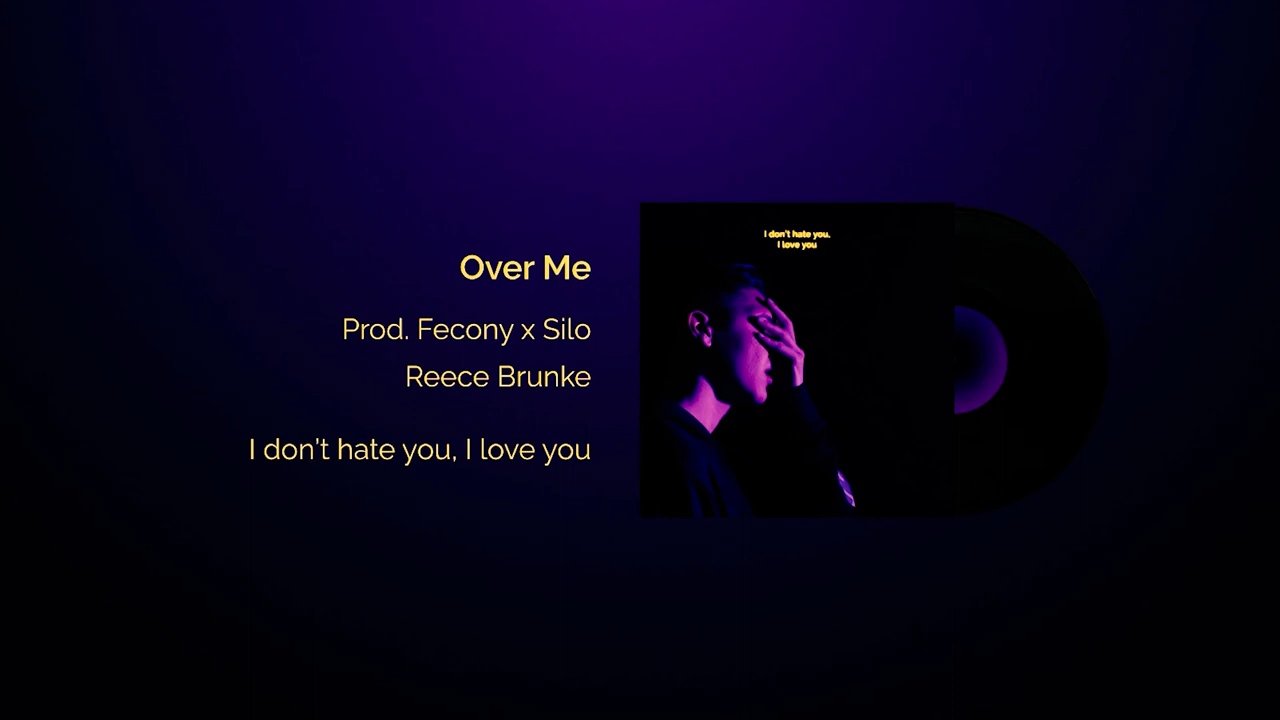 Over Me
Prod. Fecony x Silo
Reece Brunke
I don't hate you, I love you
I don't hate you,
I love you